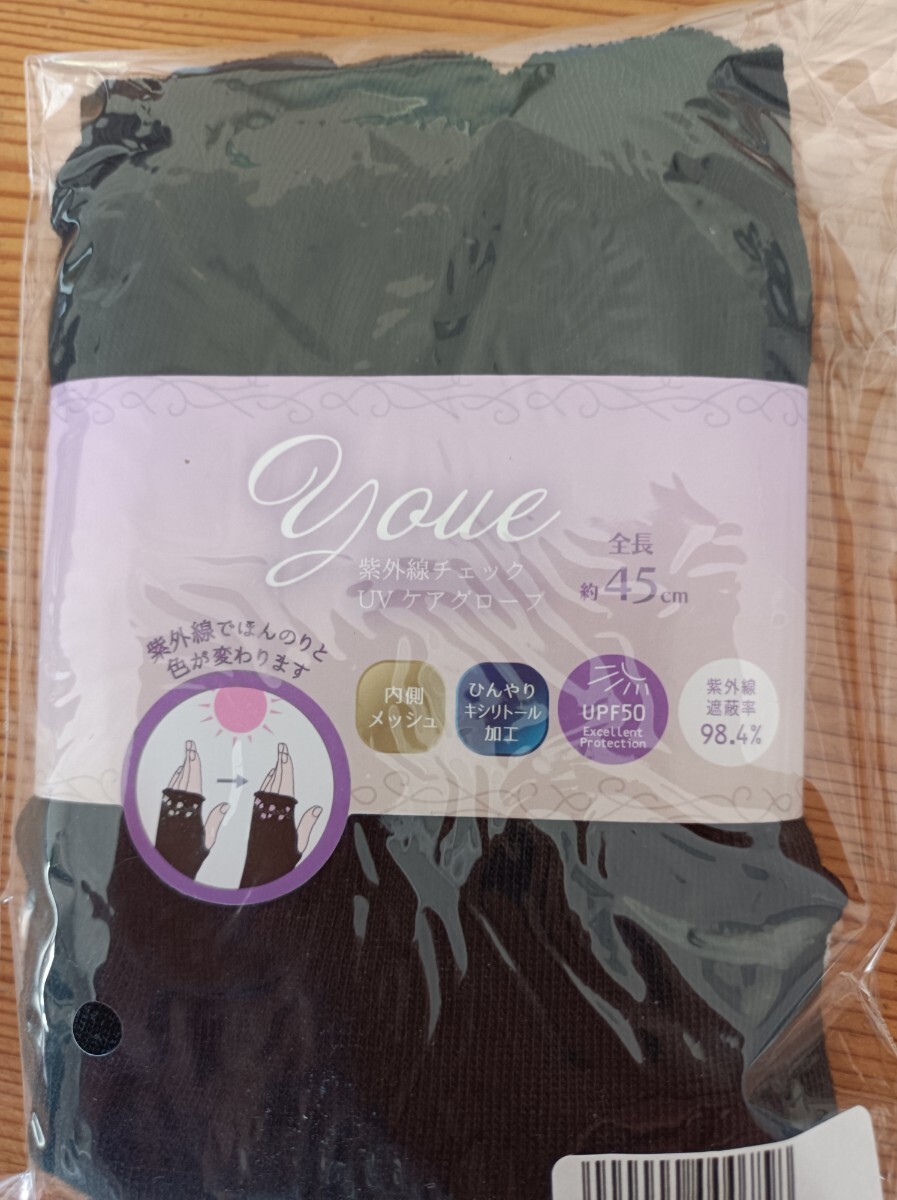 youe
紫外線チェック
UV ケアグローブ
全長
約45cm
紫外線でほんのりと
色が変わります
内側
メッシュ
ひんやり
キシリトール
加工
UPF50
Excellent
Protection
紫外線
遮蔽率
98.4%